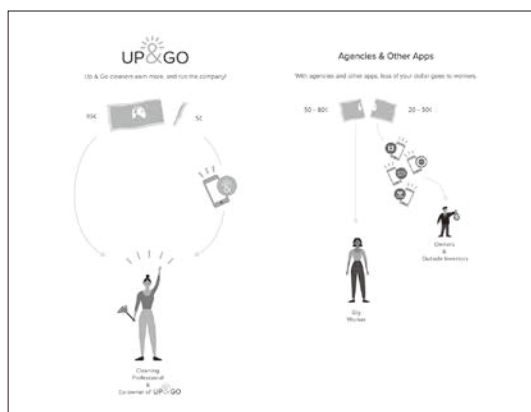 UP&GO
Up & Go cleaners earn more, and run the company!
95¢
5¢
Cleaning
Professional
&
Co-owner of UP&GO
Agencies & Other Apps
With agencies and other apps, less of your dollar goes to workers.
50 - 80¢
20 - 50¢
Owners
&
Outside Investors
Gig
Worker